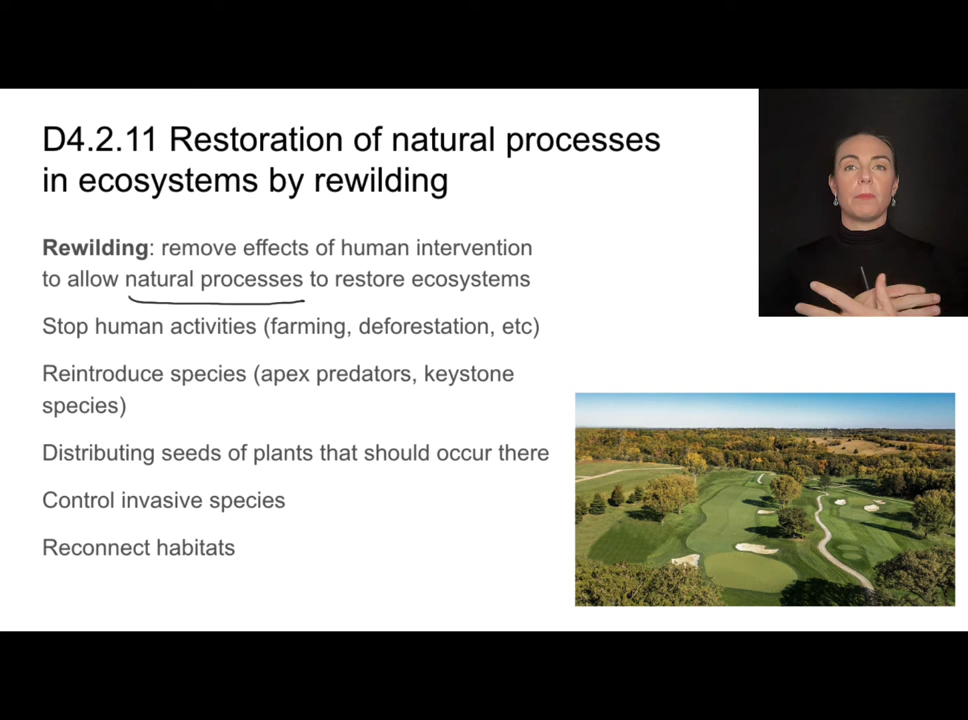 D4.2.11 Restoration of natural processes
in ecosystems by rewilding
Rewilding: remove effects of human intervention
to allow natural processes to restore ecosystems
Stop human activities (farming, deforestation, etc)
Reintroduce species (apex predators, keystone
species)
Distributing seeds of plants that should occur there
Control invasive species
Reconnect habitats